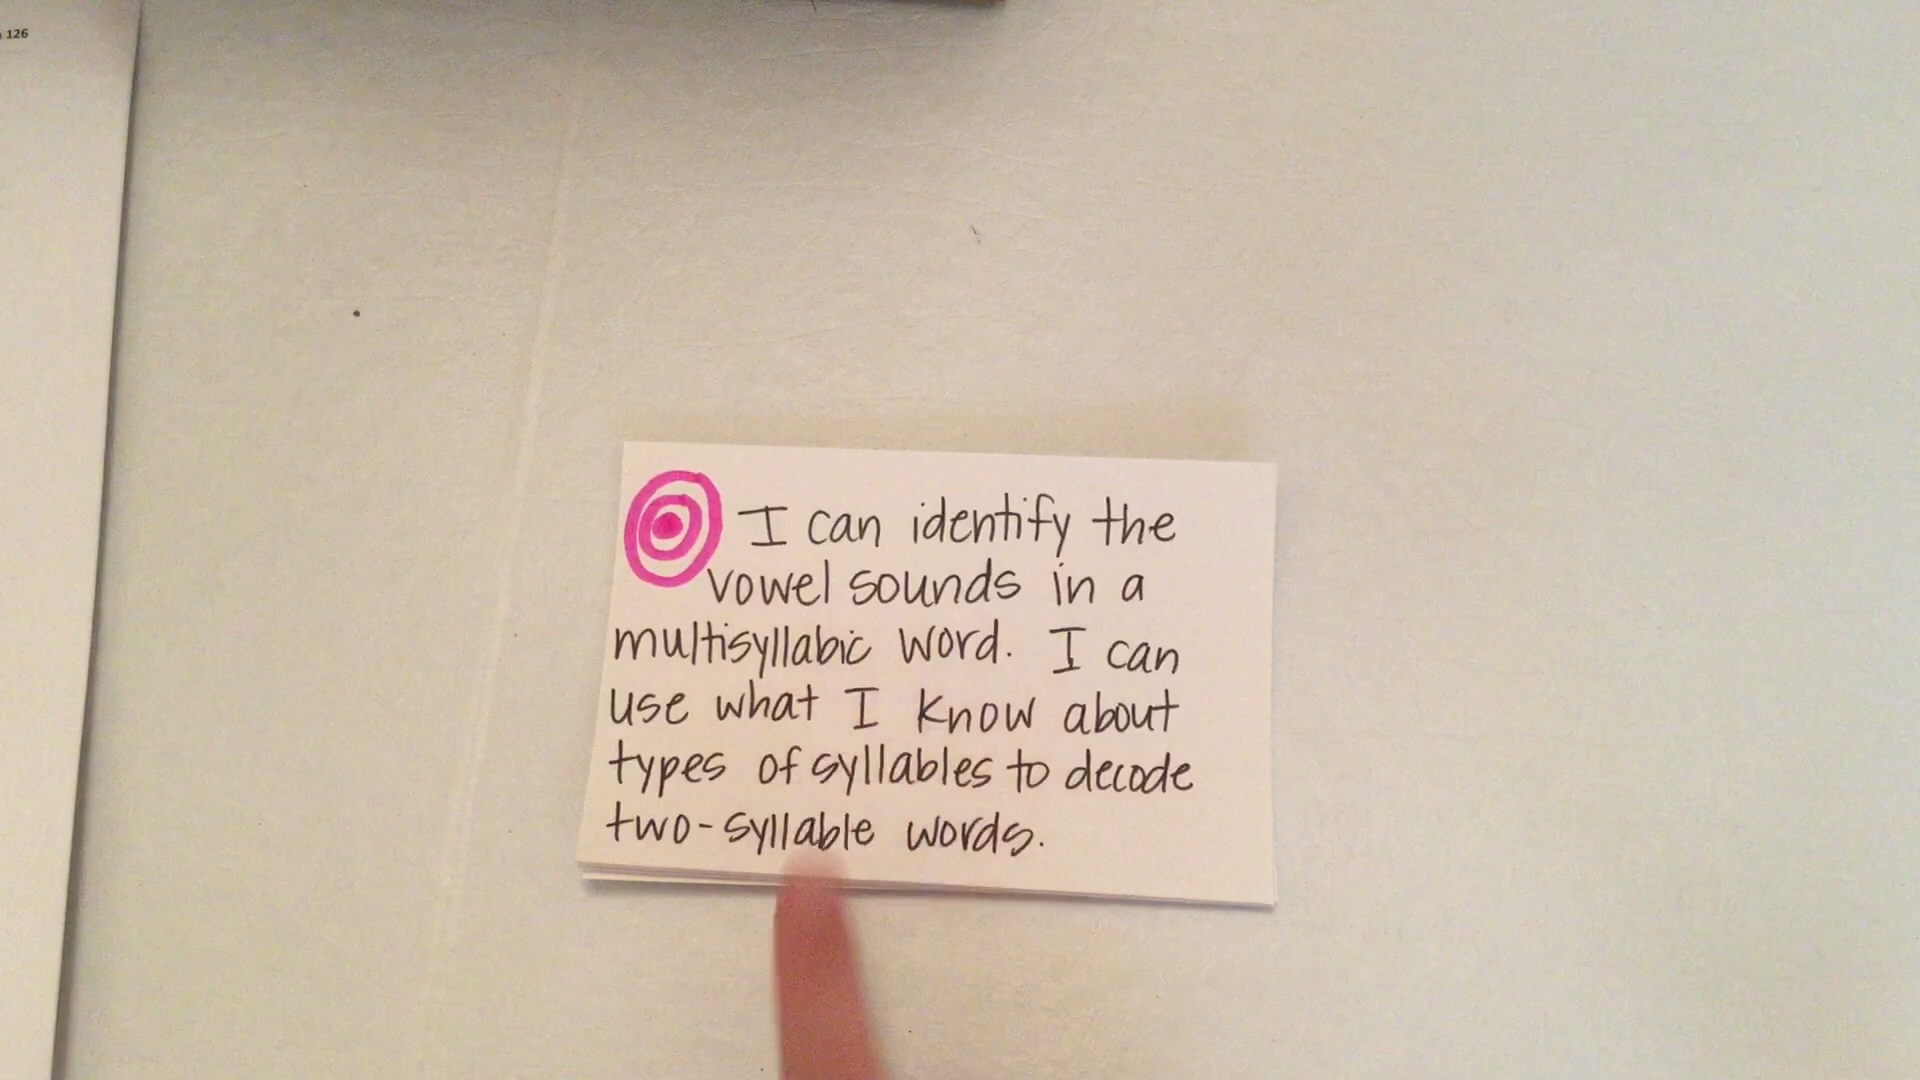 126
I can identify the
vowel sounds in a
multisyllabic word. I can
use what I know about
types of syllables to decode
two-syllable words.